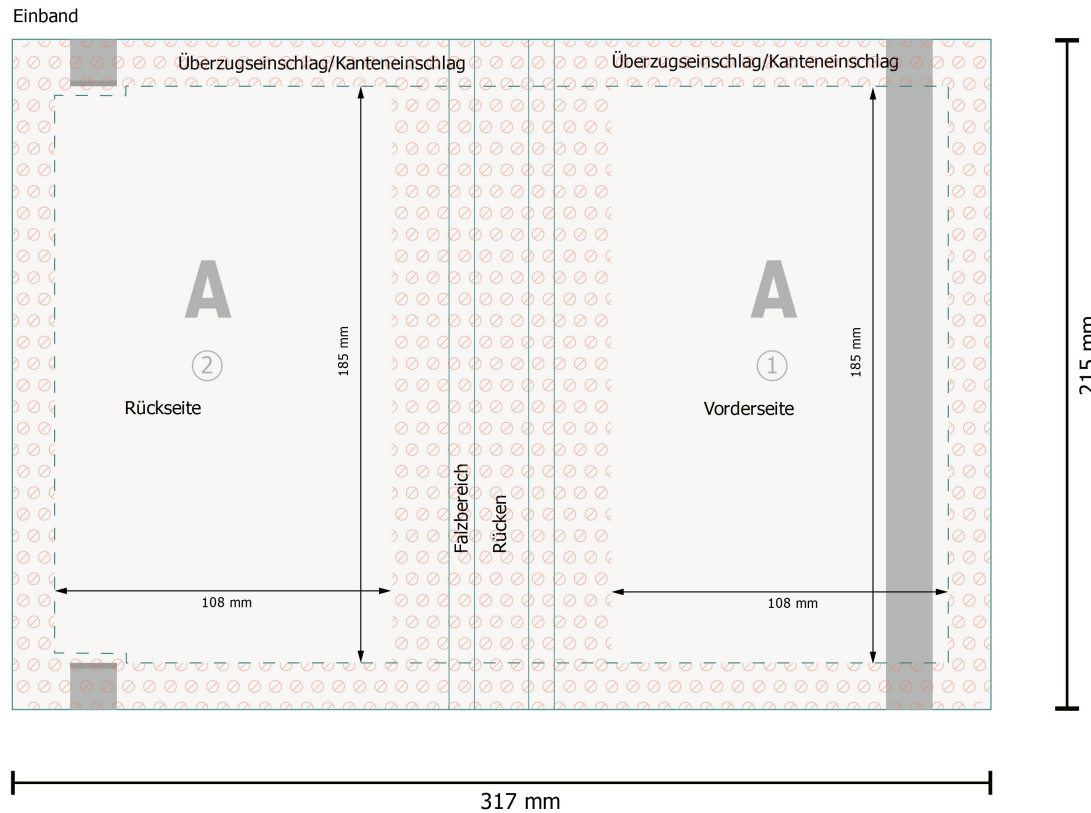 Einband
Überzugseinschlag/Kanteneinschlag
Überzugseinschlag/Kanteneinschlag
A
2
Rückseite
185 mm
108 mm
Falzbereich
Rücken
A
1
Vorderseite
185 mm
108 mm
215 mm
317 mm